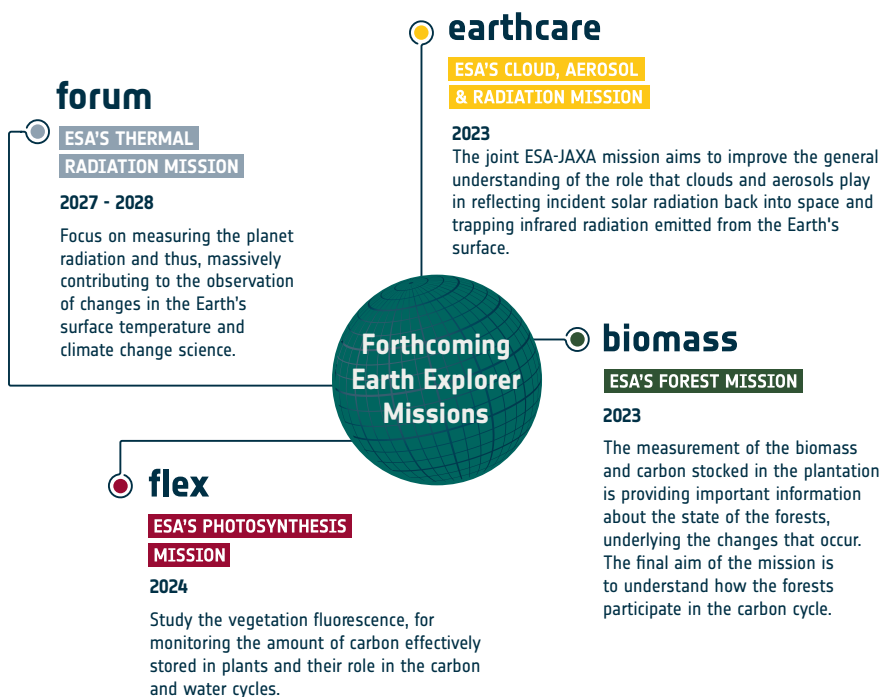 earthcare
ESA'S CLOUD, AEROSOL
& RADIATION MISSION
2023
The joint ESA-JAXA mission aims to improve the general
understanding of the role that clouds and aerosols play
in reflecting incident solar radiation back into space and
trapping infrared radiation emitted from the Earth's
surface.
forum
ESA'S THERMAL
RADIATION MISSION
2027 - 2028
Focus on measuring the planet
radiation and thus, massively
contributing to the observation
of changes in the Earth's
surface temperature and
climate change science.
Forthcoming
Earth Explorer
Missions
biomass
ESA'S FOREST MISSION
2023
The measurement of the biomass
and carbon stocked in the plantation
is providing important information
about the state of the forests,
underlying the changes that occur.
The final aim of the mission is
to understand how the forests
participate in the carbon cycle.
flex
ESA'S PHOTOSYNTHESIS
MISSION
2024
Study the vegetation fluorescence, for
monitoring the amount of carbon effectively
stored in plants and their role in the carbon
and water cycles.